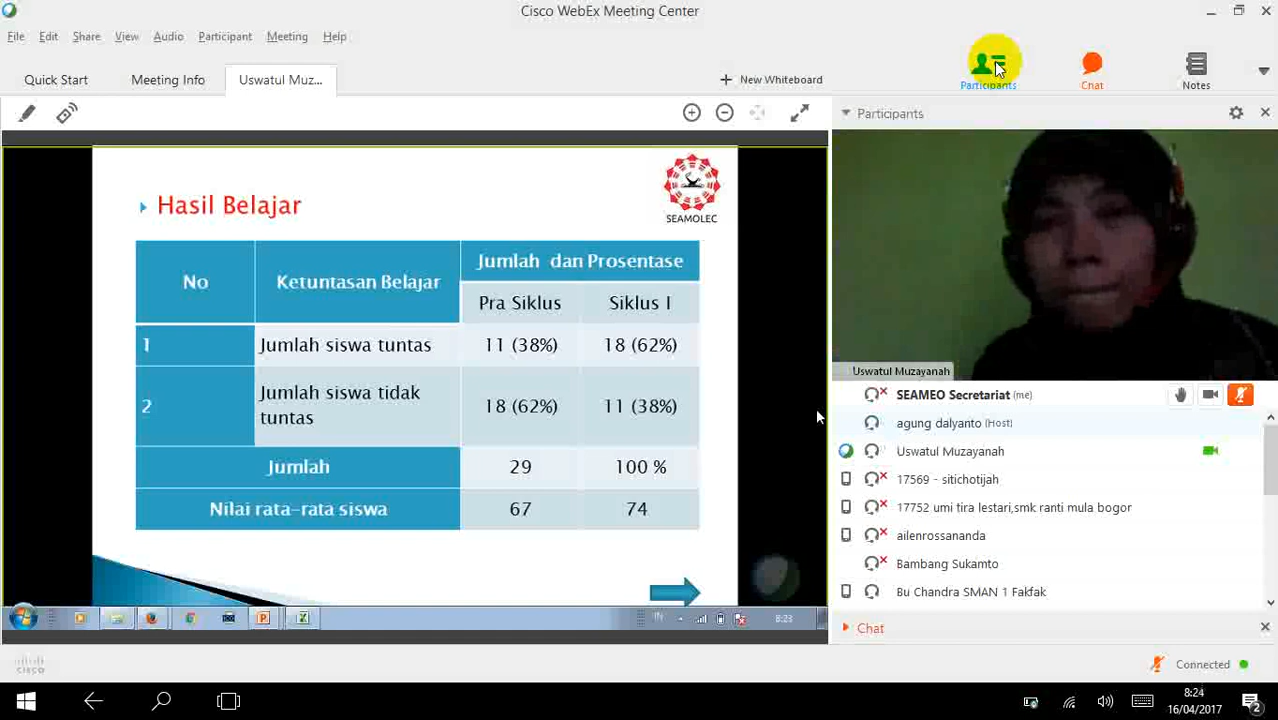 Cisco WebEx Meeting Center
File Edit Share View Audio Participant Meeting Help
Quick Start Meeting Info Uswatul Muz... + New Whiteboard
Participants Chat Notes
Participants
Hasil Belajar
SEAMOLEC
No Ketuntasan Belajar Jumlah dan Prosentase
Pra Siklus Siklus I
1 Jumlah siswa tuntas 11 (38%) 18 (62%)
2 Jumlah siswa tidak
tuntas 18 (62%) 11 (38%)
Jumlah 29 100 %
Nilai rata-rata siswa 67 74
IN 8:23
Uswatul Muzayanah
SEAMEO Secretariat (me)
agung dalyanto (Host)
Uswatul Muzayanah
17569 - sitichotijah
17752 umi tira lestari,smk ranti mula bogor
ailenrossananda
Bambang Sukamto
Bu Chandra SMAN 1 Fakfak
Chat
cisco Connected
8:24
16/04/2017
2